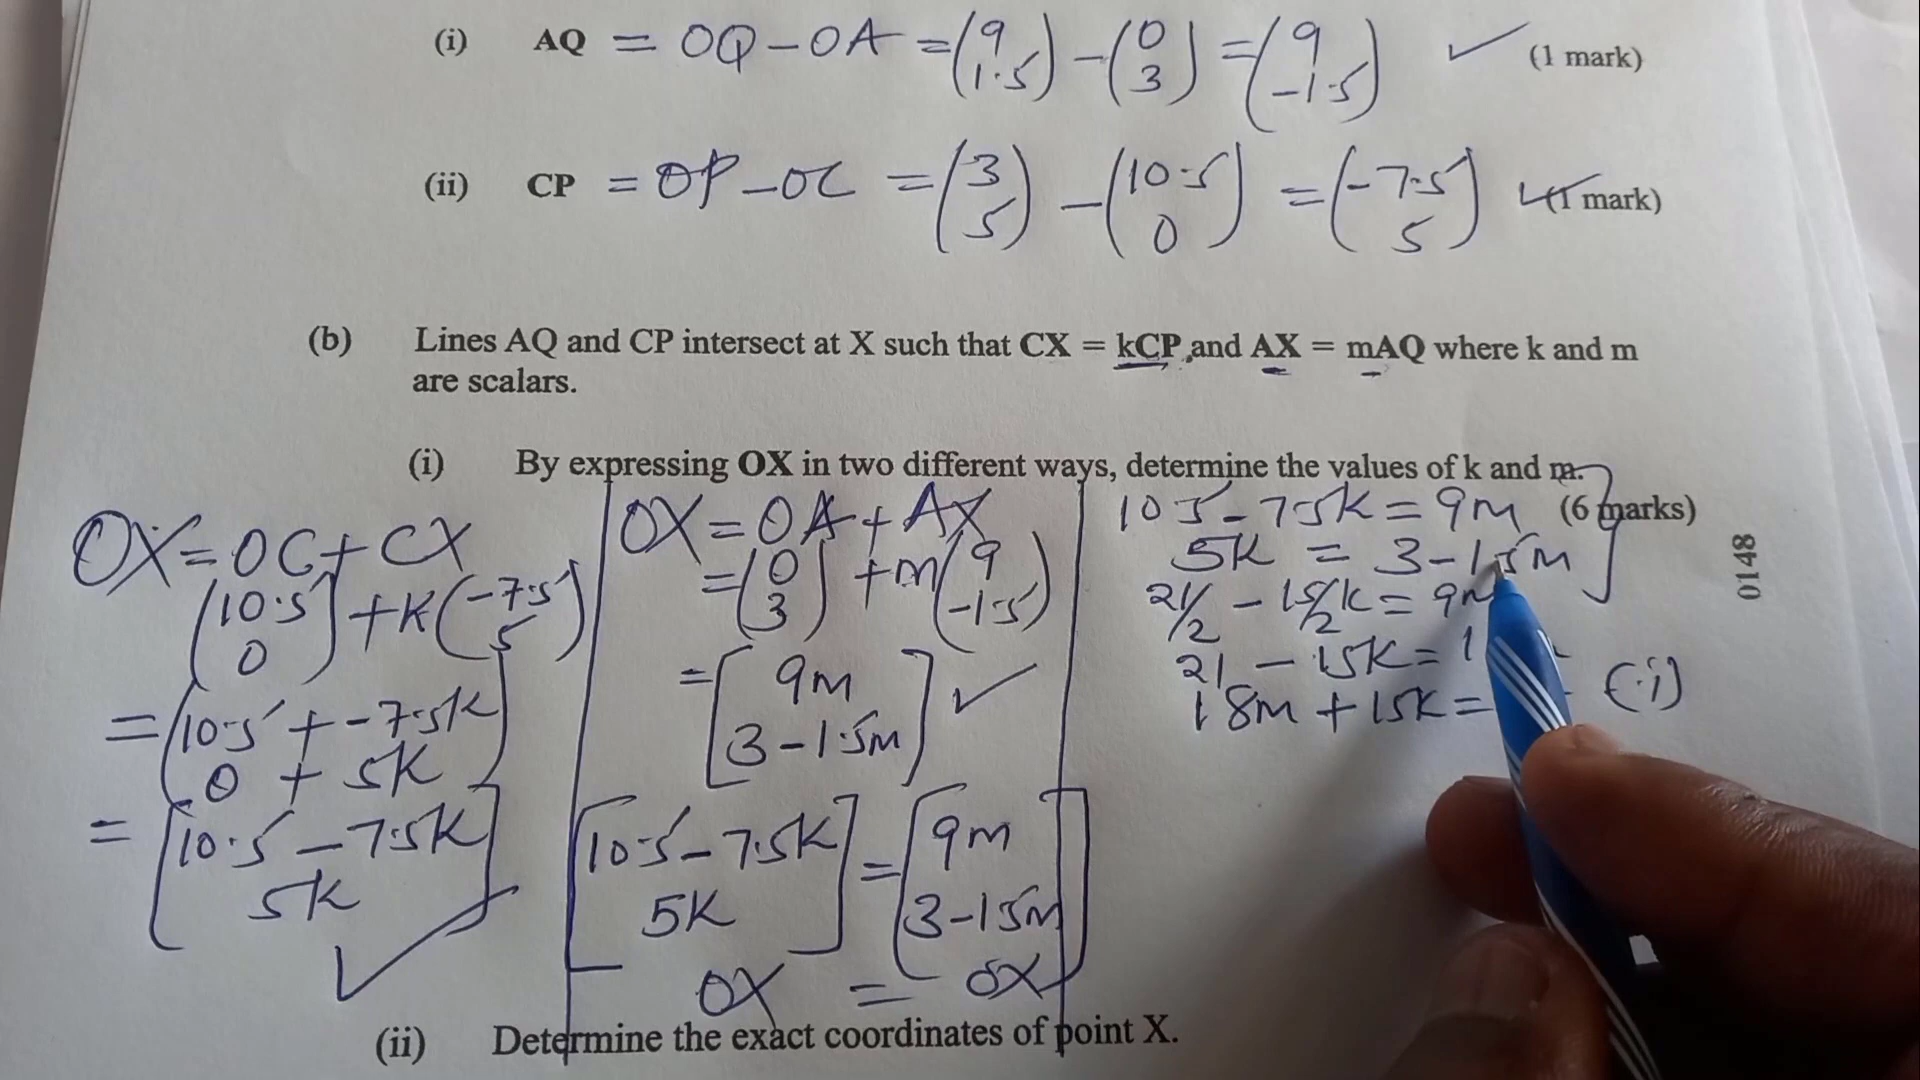 (i) AQ = OQ - OA = (9 1.5) - (0 3) = (9 -1.5) ✓ (1 mark)
(ii) CP = OP - OC = (3 5) - (10.5 0) = (-7.5 5) ✓ (1 mark)
(b) Lines AQ and CP intersect at X such that CX = kCP and AX = mAQ where k and m
are scalars.
(i) By expressing OX in two different ways, determine the values of k and m.
(6 marks)
OX = OC + CX
(10.5 0) + K(-7.5 5)
= (10.5 + -7.5K
0 + 5K)
= [10.5 - 7.5K
5K] ✓
OX = OA + AX
= (0 3) + m(9 -1.5)
= [9m
3 - 1.5m] ✓
[10.5 - 7.5K
5K] = [9m
3 - 1.5m]
OX = OX
10.5 - 7.5K = 9m
5K = 3 - 1.5m
21/2 - 15/2K = 9m
21 - 15K = 1
18m + 15K = (i)
0148
(ii) Determine the exact coordinates of point X.